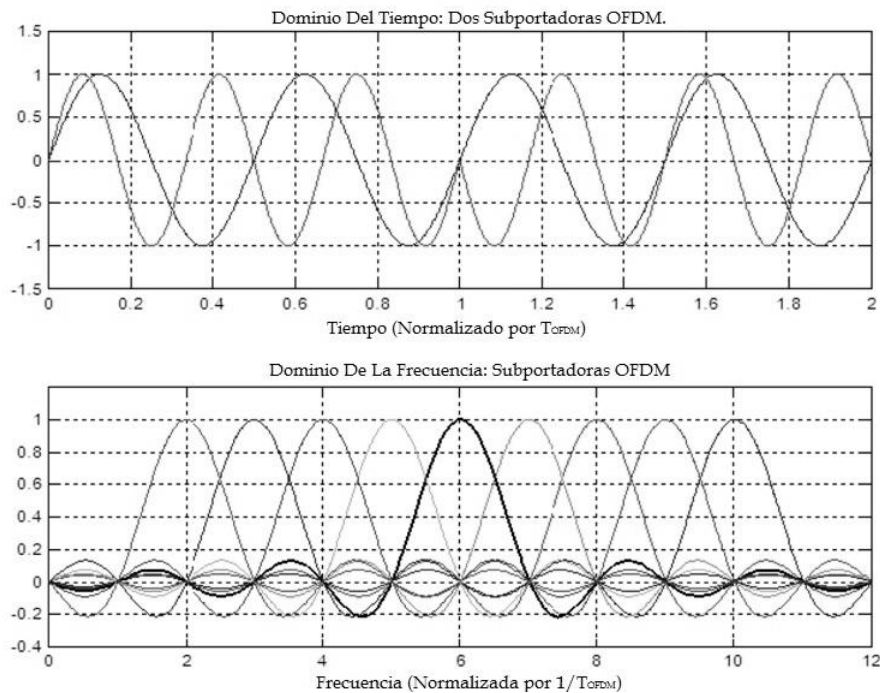 Dominio Del Tiempo: Dos Subportadoras OFDM.
1.5
1
0.5
0
-0.5
-1
-1.5
0 0.2 0.4 0.6 0.8 1 1.2 1.4 1.6 1.8 2
Tiempo (Normalizado por TOFDM)
Dominio De La Frecuencia: Subportadoras OFDM
1
0.8
0.6
0.4
0.2
0
-0.2
-0.4
0 2 4 6 8 10 12
Frecuencia (Normalizada por 1/TOFDM)